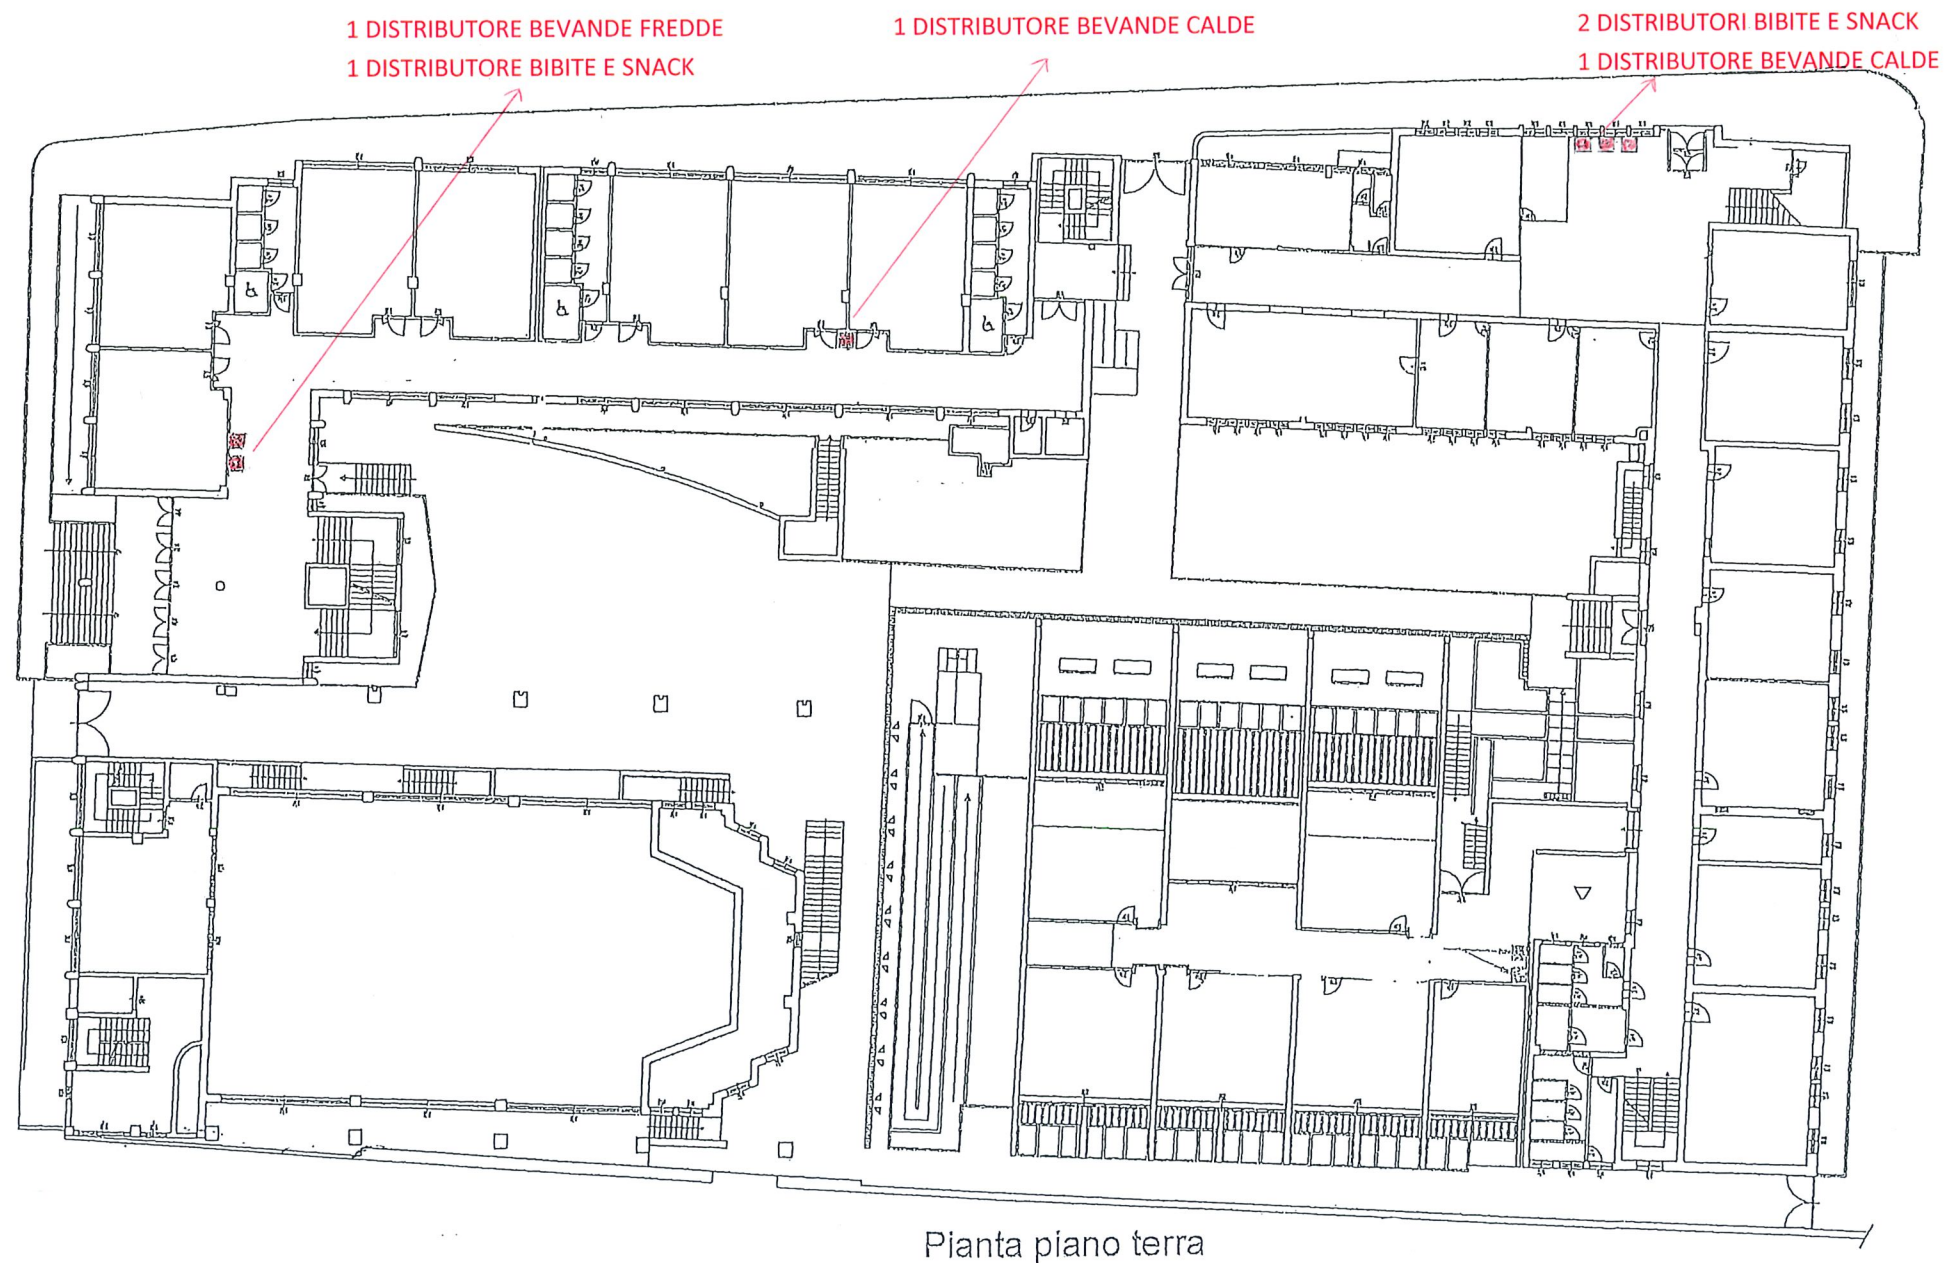 1 DISTRIBUTORE BEVANDE FREDDE
1 DISTRIBUTORE BIBITE E SNACK
1 DISTRIBUTORE BEVANDE CALDE
2 DISTRIBUTORI BIBITE E SNACK
1 DISTRIBUTORE BEVANDE CALDE
Pianta piano terra